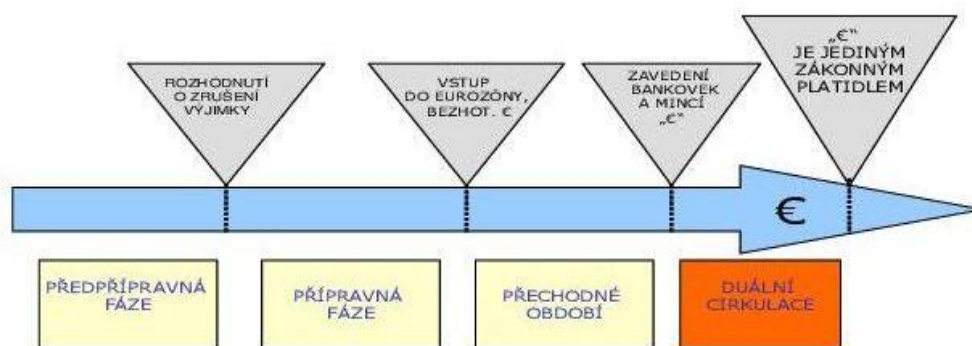 ROZHODNUTÍ
O ZRUŠENÍ
VÝJIMKY
VSTUP
DO EUROZÓNY,
BEZHOT. €
ZAVEDENÍ
BANKOVEK
A MINCÍ
„€“
„€“
JE JEDINÝM
ZÁKONNÝM
PLATIDLEM
€
PŘEDPŘÍPRAVNÁ
FÁZE
PŘÍPRAVNÁ
FÁZE
PŘECHODNÉ
OBDOBÍ
DUÁLNÍ
CIRKULACE